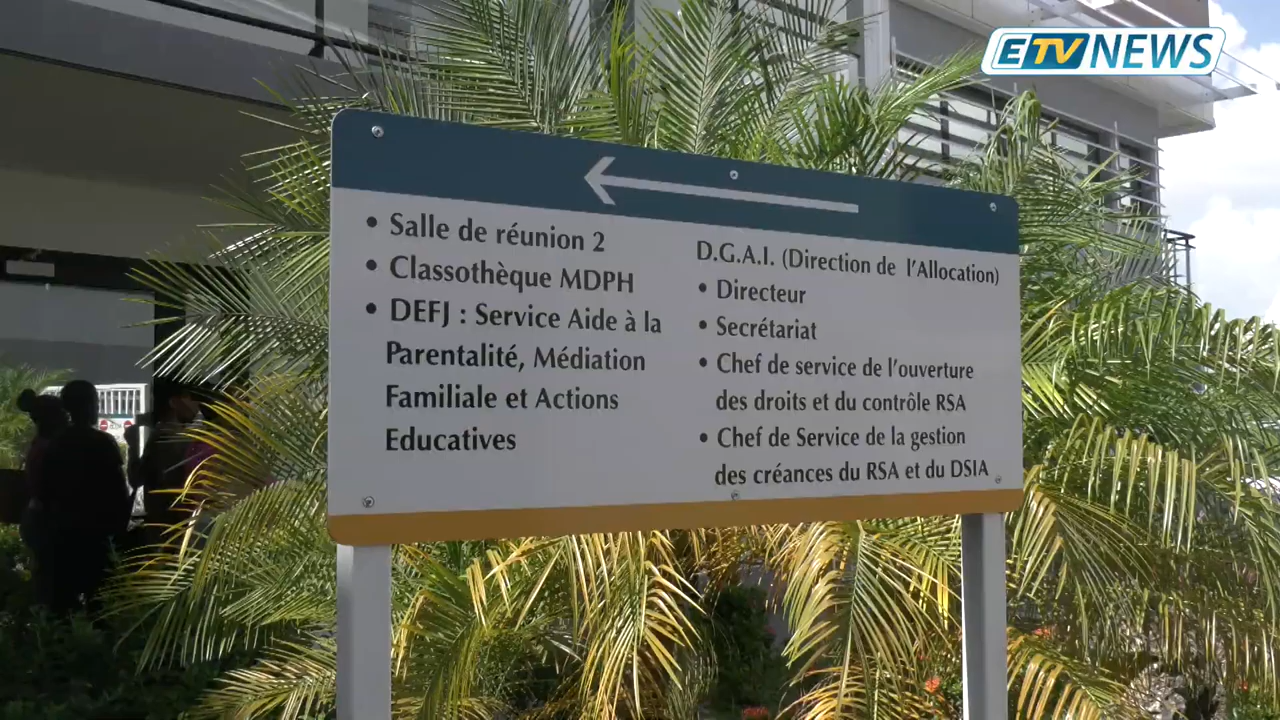 ETV NEWS
• Salle de réunion 2
• Classothèque MDPH
• DEFJ : Service Aide à la
Parentalité, Médiation
Familiale et Actions
Educatives
D.G.A.I. (Direction de l'Allocation)
• Directeur
• Secrétariat
• Chef de service de l'ouverture
des droits et du contrôle RSA
• Chef de Service de la gestion
des créances du RSA et du DSIA